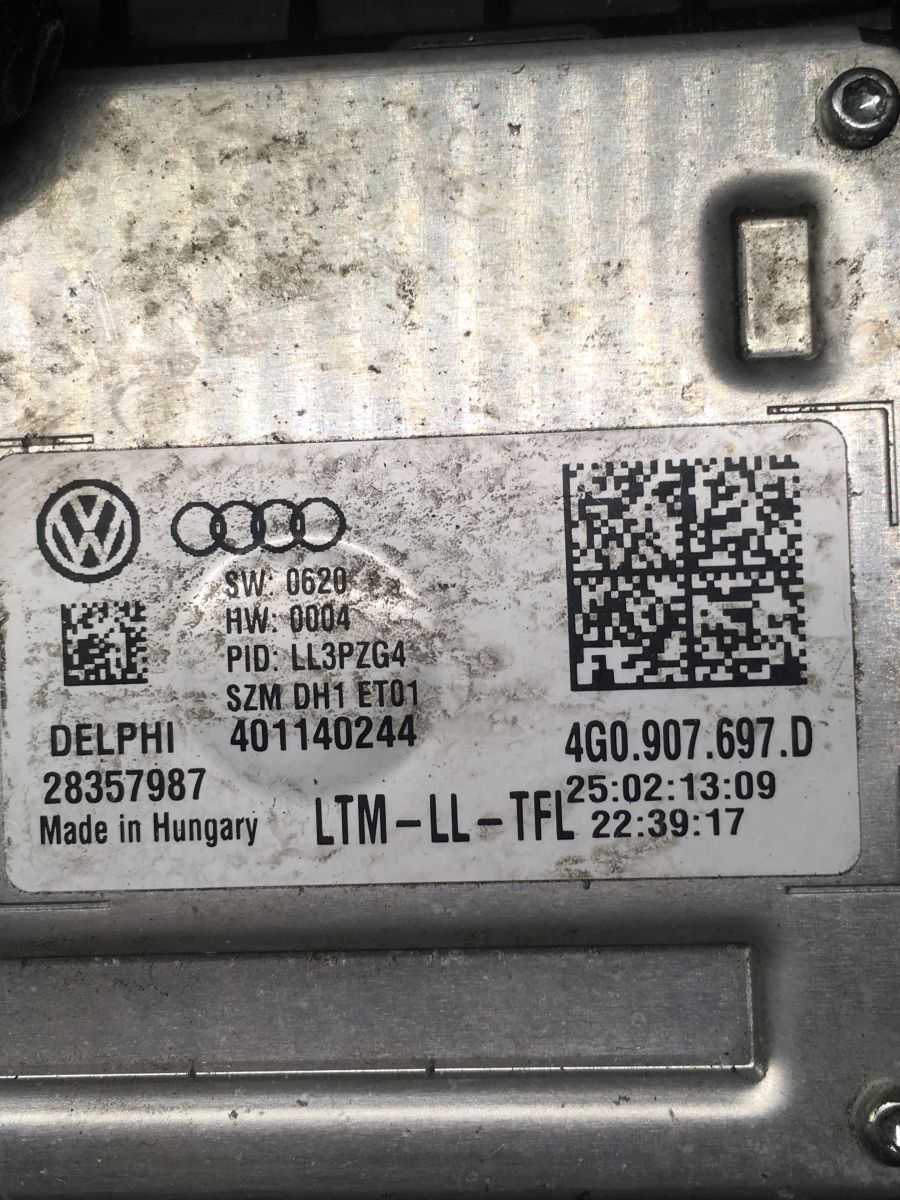 SW: 0620
HW: 0004
PID: LL3PZG4
SZM DH1 ET01
401140244
DELPHI
28357987
Made in Hungary
LTM-LL-TFL
4G0.907.697.D
25:02:13:09
22:39:17